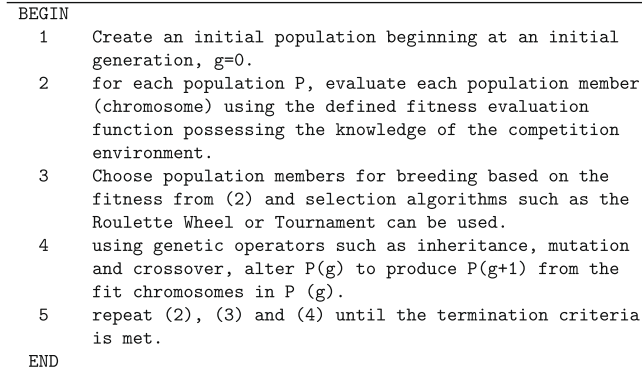 BEGIN
1 Create an initial population beginning at an initial
generation, g=0.
2 for each population P, evaluate each population member
(chromosome) using the defined fitness evaluation
function possessing the knowledge of the competition
environment.
3 Choose population members for breeding based on the
fitness from (2) and selection algorithms such as the
Roulette Wheel or Tournament can be used.
4 using genetic operators such as inheritance, mutation
and crossover, alter P(g) to produce P(g+1) from the
fit chromosomes in P (g).
5 repeat (2), (3) and (4) until the termination criteria
is met.
END